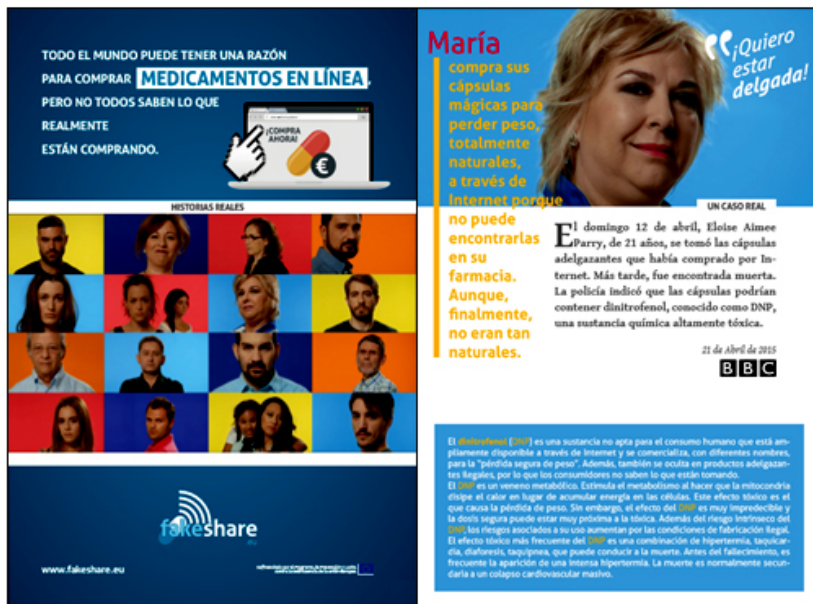 TODO EL MUNDO PUEDE TENER UNA RAZÓN
PARA COMPRAR MEDICAMENTOS EN LÍNEA,
PERO NO TODOS SABEN LO QUE
REALMENTE
ESTÁN COMPRANDO.
¡COMPRA
AHORA!
€
HISTORIAS REALES
fakeshare
.eu
www.fakeshare.eu
María
compra sus
cápsulas
mágicas para
perder peso,
totalmente
naturales,
a través de
Internet porque
no puede
encontrarlas
en su
farmacia.
Aunque,
finalmente,
no eran tan
naturales.
“¡Quiero
estar
delgada!
UN CASO REAL
El domingo 12 de abril, Eloise Aimee
Parry, de 21 años, se tomó las cápsulas
adelgazantes que había comprado por In-
ternet. Más tarde, fue encontrada muerta.
La policía indicó que las cápsulas podrían
contener dinitrofenol, conocido como DNP,
una sustancia química altamente tóxica.
21 de Abril de 2015
BBC
El dinitrofenol (DNP) es una sustancia no apta para el consumo humano que está am-
pliamente disponible a través de Internet y se comercializa, con diferentes nombres,
para la "pérdida segura de peso". Además, también se oculta en productos adelgazan-
tes ilegales, por lo que los consumidores no saben lo que están tomando.
El DNP es un veneno metabólico. Estimula el metabolismo al hacer que la mitocondria
disipe el calor en lugar de acumular energía en las células. Este efecto tóxico es el
que causa la pérdida de peso. Sin embargo, el efecto del DNP es muy impredecible y
la dosis segura puede estar muy próxima a la tóxica. Además del riesgo intrínseco del
DNP, los riesgos asociados a su uso aumentan por las condiciones de fabricación ilegal.
El efecto tóxico más frecuente del DNP es una combinación de hipertermia, taquicar-
dia, diaforesis, taquipnea, que puede conducir a la muerte. Antes del fallecimiento, es
frecuente la aparición de una intensa hipertermia. La muerte es normalmente secun-
daria a un colapso cardiovascular masivo.